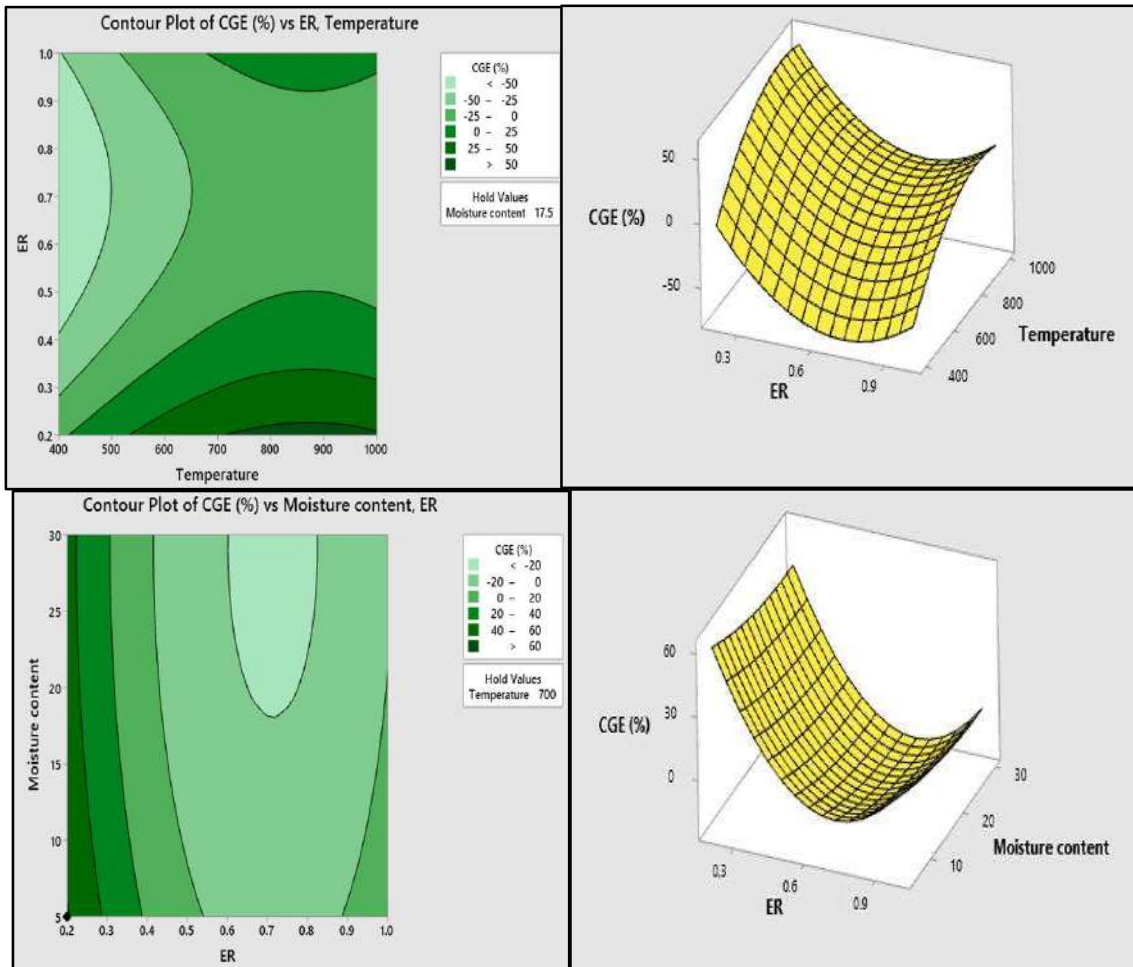 Contour Plot of CGE (%) vs ER, Temperature
1.0
0.9
0.8
0.7
0.6
0.5
0.4
0.3
0.2
ER
400 500 600 700 800 900 1000
Temperature
CGE (%)
< -50
-50 – -25
-25 – 0
0 – 25
25 – 50
> 50
Hold Values
Moisture content 17.5
50
CGE (%) 0
-50
0.3
0.6
0.9
ER
1000
800
600
400
Temperature
Contour Plot of CGE (%) vs Moisture content, ER
30
25
20
15
10
5
Moisture content
0.2 0.3 0.4 0.5 0.6 0.7 0.8 0.9 1.0
ER
CGE (%)
< -20
-20 – 0
0 – 20
20 – 40
40 – 60
> 60
Hold Values
Temperature 700
60
30
CGE (%)
0
0.3
0.6
0.9
ER
30
20
10
Moisture content